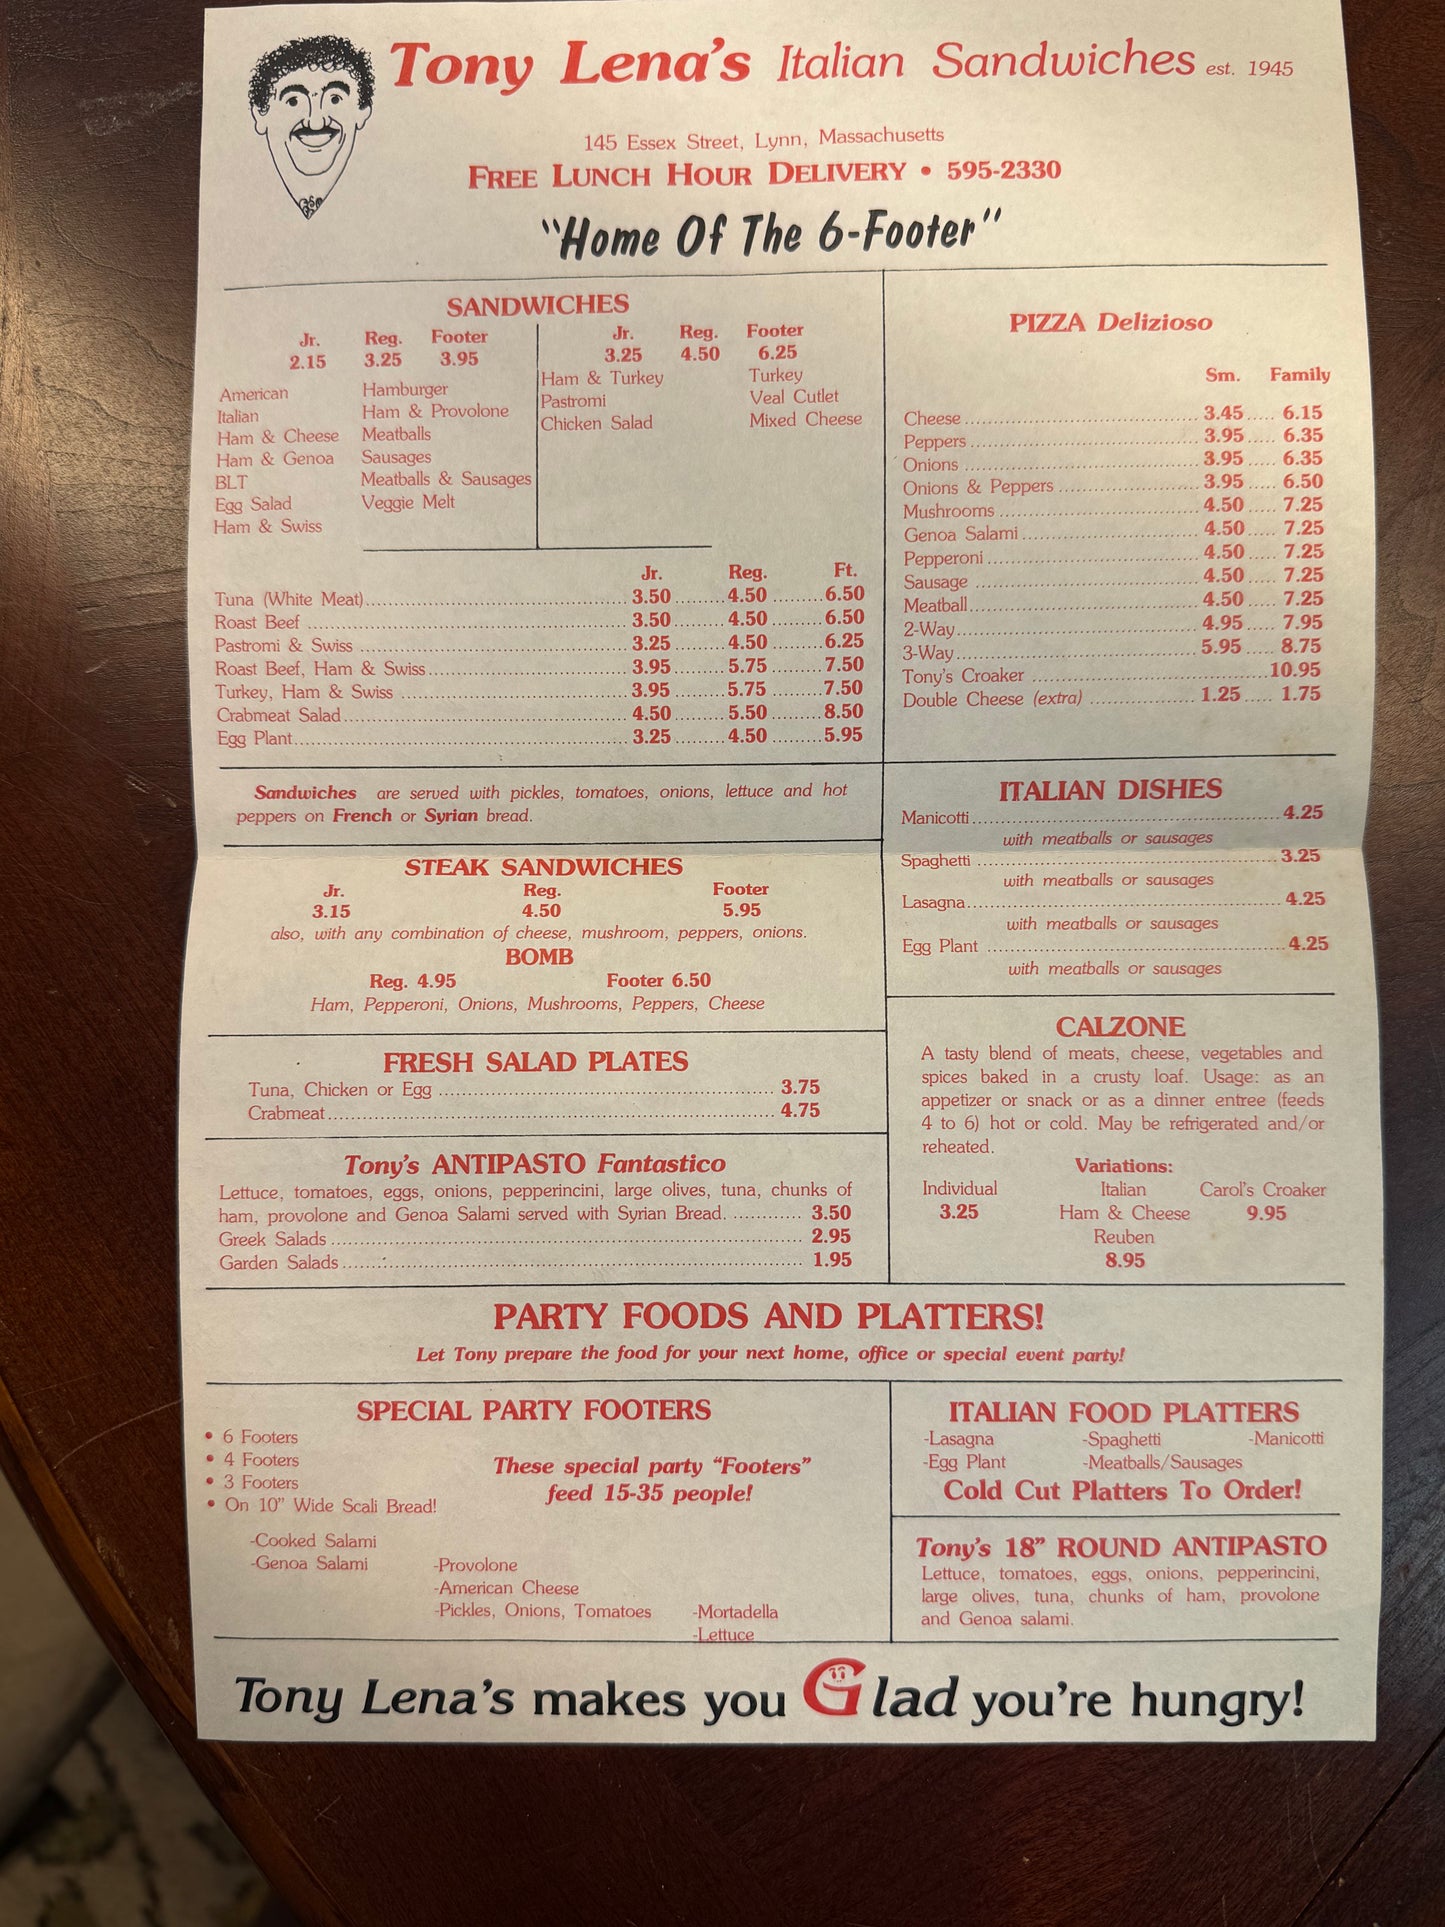 Tony Lena's Italian Sandwiches est. 1945
145 Essex Street, Lynn, Massachusetts
FREE LUNCH HOUR DELIVERY • 595-2330
"Home Of The 6-Footer"
SANDWICHES
Jr. Reg. Footer
2.15 3.25 3.95
American
Italian
Ham & Cheese
Ham & Genoa
BLT
Egg Salad
Ham & Swiss
Hamburger
Ham & Provolone
Meatballs
Sausages
Meatballs & Sausages
Veggie Melt
Jr. Reg. Footer
3.25 4.50 6.25
Ham & Turkey
Pastromi
Chicken Salad
Turkey
Veal Cutlet
Mixed Cheese
Jr. Reg. Ft.
Tuna (White Meat) 3.50 4.50 6.50
Roast Beef 3.50 4.50 6.50
Pastromi & Swiss 3.25 4.50 6.25
Roast Beef, Ham & Swiss 3.95 5.75 7.50
Turkey, Ham & Swiss 3.95 5.75 7.50
Crabmeat Salad 4.50 5.50 8.50
Egg Plant 3.25 4.50 5.95
Sandwiches are served with pickles, tomatoes, onions, lettuce and hot
peppers on French or Syrian bread.
STEAK SANDWICHES
Jr. Reg. Footer
3.15 4.50 5.95
also, with any combination of cheese, mushroom, peppers, onions.
BOMB
Reg. 4.95 Footer 6.50
Ham, Pepperoni, Onions, Mushrooms, Peppers, Cheese
FRESH SALAD PLATES
Tuna, Chicken or Egg 3.75
Crabmeat 4.75
Tony's ANTIPASTO Fantastico
Lettuce, tomatoes, eggs, onions, pepperincini, large olives, tuna, chunks of
ham, provolone and Genoa Salami served with Syrian Bread. 3.50
Greek Salads 2.95
Garden Salads 1.95
PIZZA Delizioso
Sm. Family
Cheese 3.45 6.15
Peppers 3.95 6.35
Onions 3.95 6.35
Onions & Peppers 3.95 6.50
Mushrooms 4.50 7.25
Genoa Salami 4.50 7.25
Pepperoni 4.50 7.25
Sausage 4.50 7.25
Meatball 4.50 7.25
2-Way 4.95 7.95
3-Way 5.95 8.75
Tony's Croaker 10.95
Double Cheese (extra) 1.25 1.75
ITALIAN DISHES
Manicotti 4.25
with meatballs or sausages
Spaghetti 3.25
with meatballs or sausages
Lasagna 4.25
with meatballs or sausages
Egg Plant 4.25
with meatballs or sausages
CALZONE
A tasty blend of meats, cheese, vegetables and
spices baked in a crusty loaf. Usage: as an
appetizer or snack or as a dinner entree (feeds
4 to 6) hot or cold. May be refrigerated and/or
reheated.
Variations:
Individual Italian Carol's Croaker
3.25 Ham & Cheese 9.95
Reuben
8.95
PARTY FOODS AND PLATTERS!
Let Tony prepare the food for your next home, office or special event party!
SPECIAL PARTY FOOTERS
• 6 Footers
• 4 Footers
• 3 Footers
• On 10" Wide Scali Bread!
These special party "Footers"
feed 15-35 people!
-Cooked Salami
-Genoa Salami
-Provolone
-American Cheese
-Pickles, Onions, Tomatoes
-Mortadella
-Lettuce
ITALIAN FOOD PLATTERS
-Lasagna -Spaghetti -Manicotti
-Egg Plant -Meatballs/Sausages
Cold Cut Platters To Order!
Tony's 18" ROUND ANTIPASTO
Lettuce, tomatoes, eggs, onions, pepperincini,
large olives, tuna, chunks of ham, provolone
and Genoa salami.
Tony Lena's makes you Glad you're hungry!